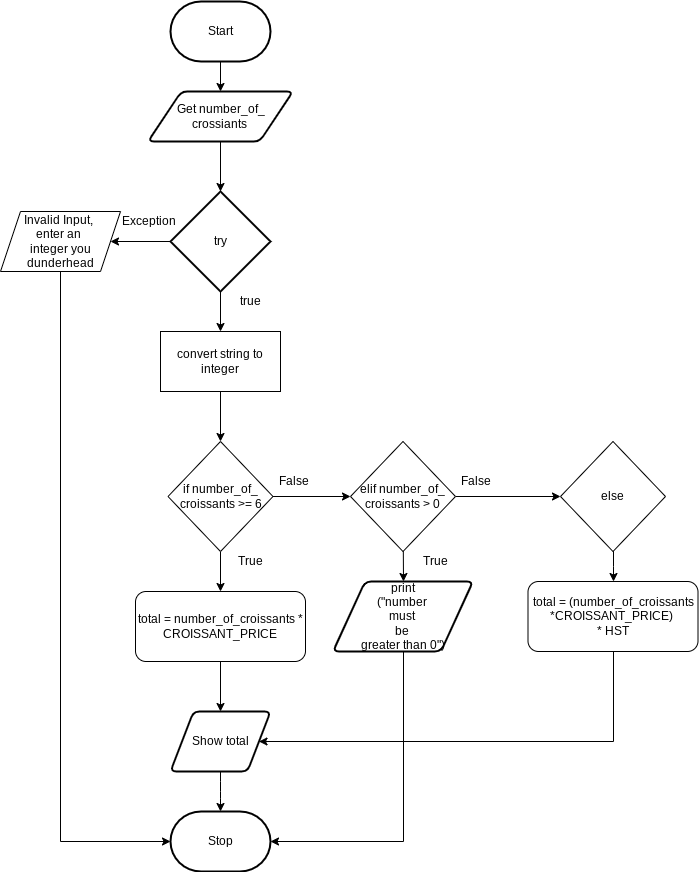 Start
Get number_of_
crossiants
Exception
Invalid Input,
enter an
integer you
dunderhead
try
true
convert string to
integer
if number_of_
croissants >= 6
False
elif number_of_
croissants > 0
False
else
True
True
total = number_of_croissants *
CROISSANT_PRICE
print
("number
must
be
greater than 0")
total = (number_of_croissants
*CROISSANT_PRICE)
* HST
Show total
Stop